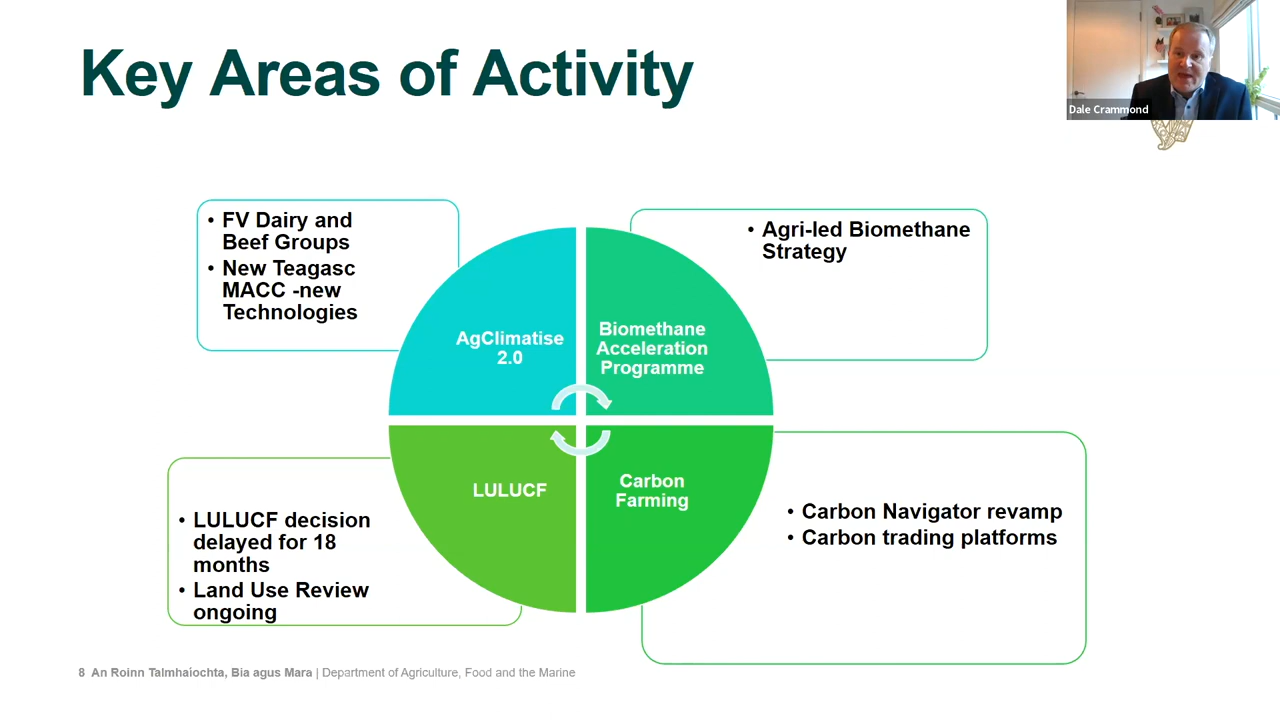 Key Areas of Activity
Dale Crammond
• FV Dairy and
Beef Groups
• New Teagasc
MACC -new
Technologies
• Agri-led Biomethane
Strategy
AgClimatise
2.0
Biomethane
Acceleration
Programme
LULUCF
Carbon
Farming
• LULUCF decision
delayed for 18
months
• Land Use Review
ongoing
• Carbon Navigator revamp
• Carbon trading platforms
8 An Roinn Talmhaíochta, Bia agus Mara | Department of Agriculture, Food and the Marine